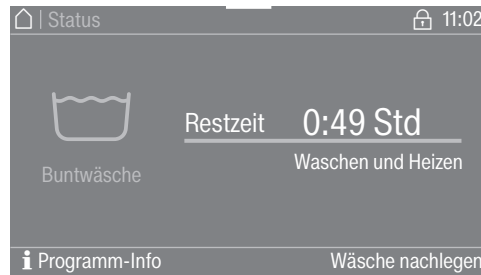 | Status 11:02
Restzeit 0:49 Std
Waschen und Heizen
Buntwäsche
i Programm-Info Wäsche nachlegen